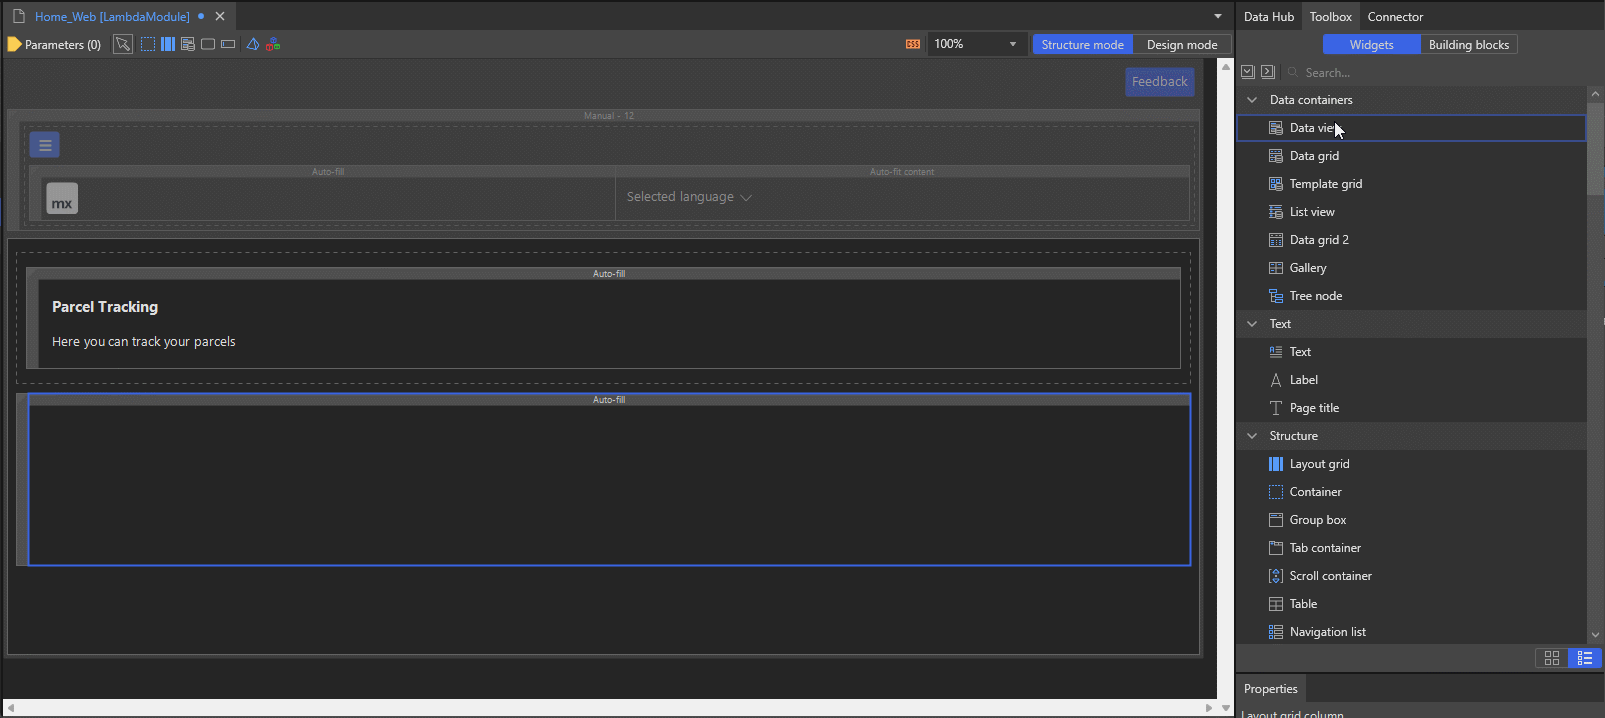 Home_Web [LambdaModule]
Parameters (0)
CSS
100%
Structure mode
Design mode
Feedback
Manual - 12
Auto-fill
Auto-fit content
mx
Selected language
Auto-fill
Parcel Tracking
Here you can track your parcels
Auto-fill
Data Hub
Toolbox
Connector
Widgets
Building blocks
Search...
Data containers
Data view
Data grid
Template grid
List view
Data grid 2
Gallery
Tree node
Text
Text
Label
Page title
Structure
Layout grid
Container
Group box
Tab container
Scroll container
Table
Navigation list
Properties
Layout grid column